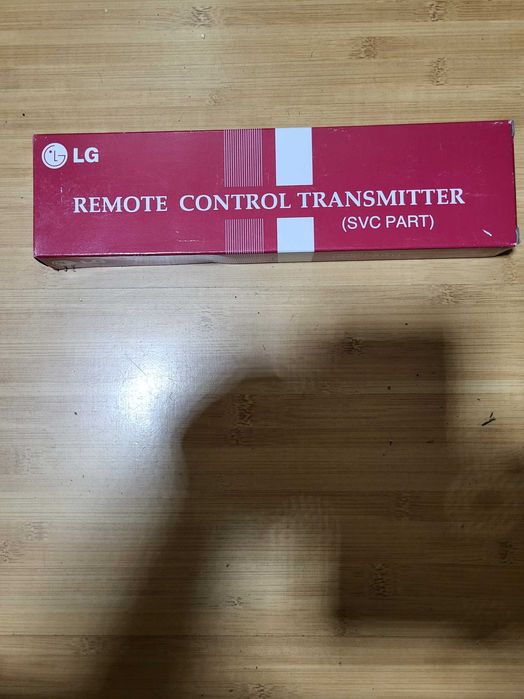 LG
REMOTE CONTROL TRANSMITTER
(SVC PART)